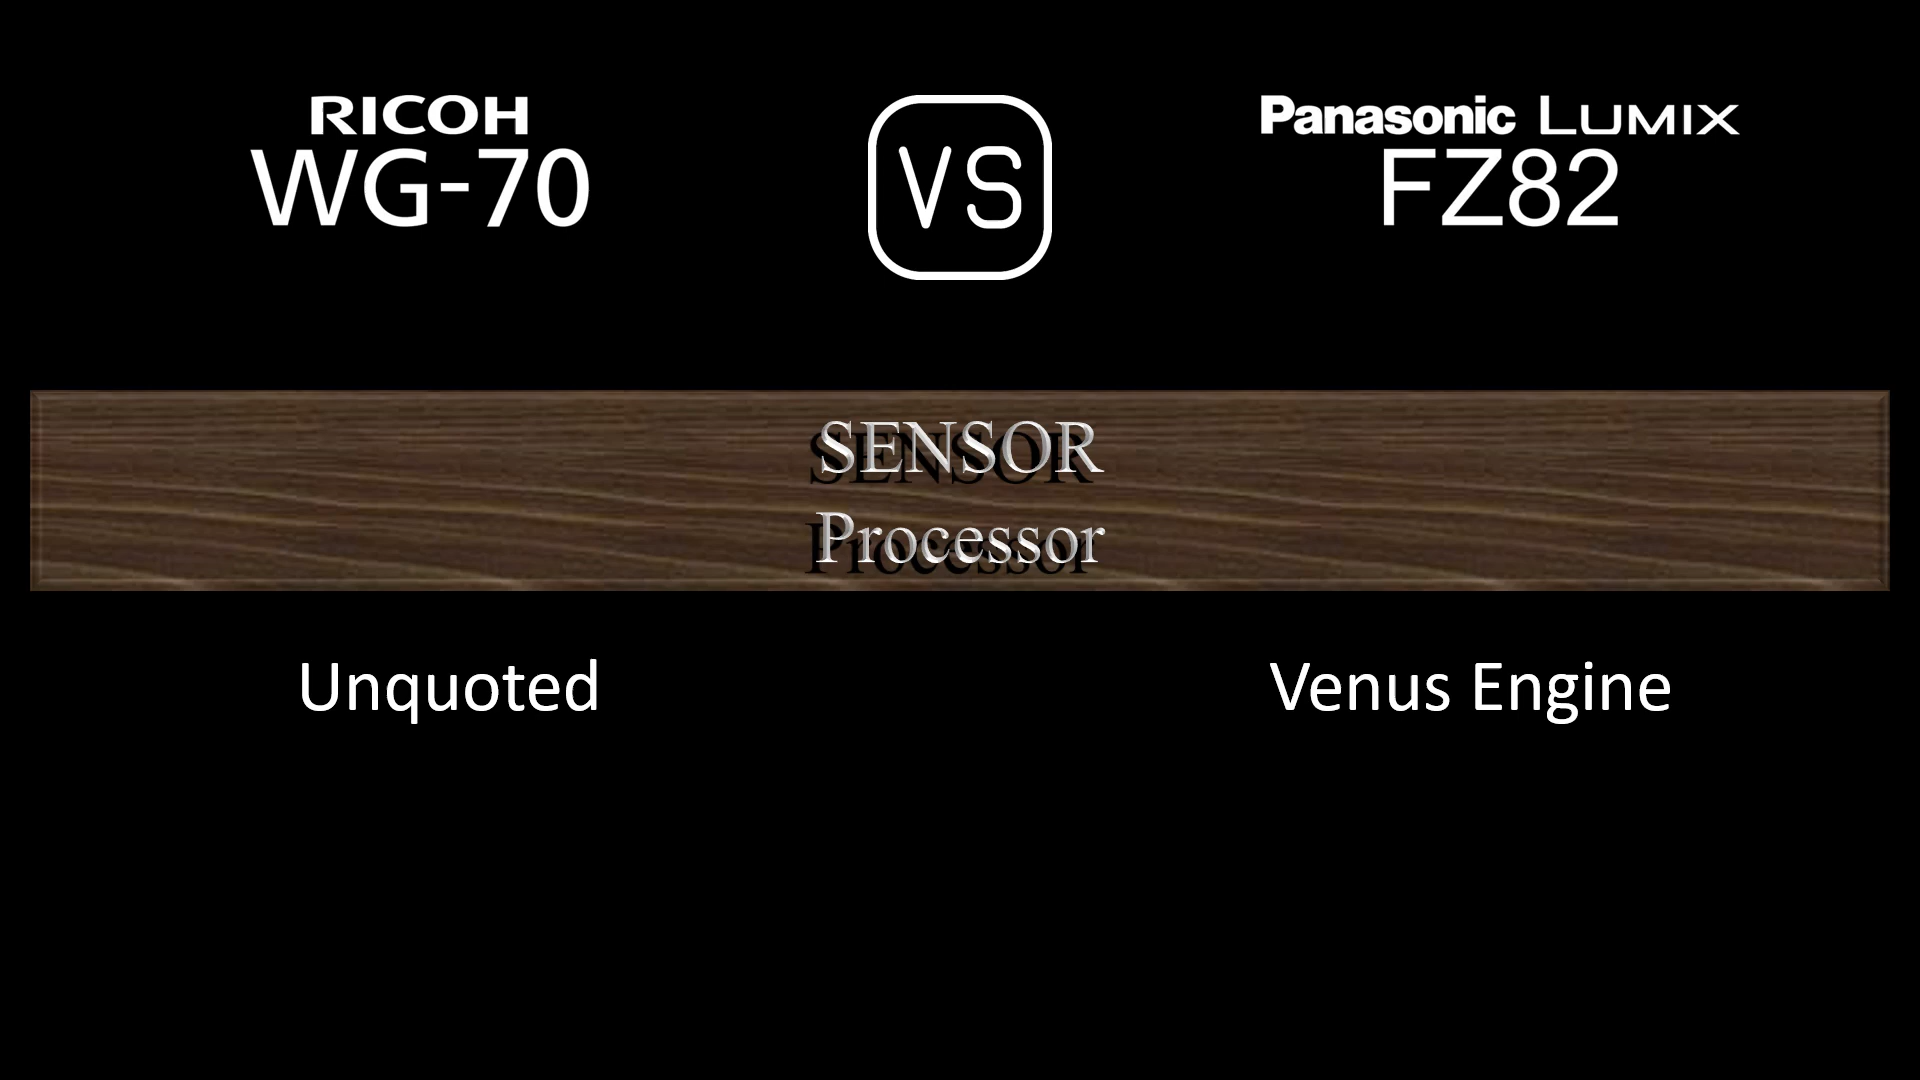 RICOH
WG-70
VS
Panasonic LUMIX
FZ82
SENSOR
Processor
Unquoted
Venus Engine